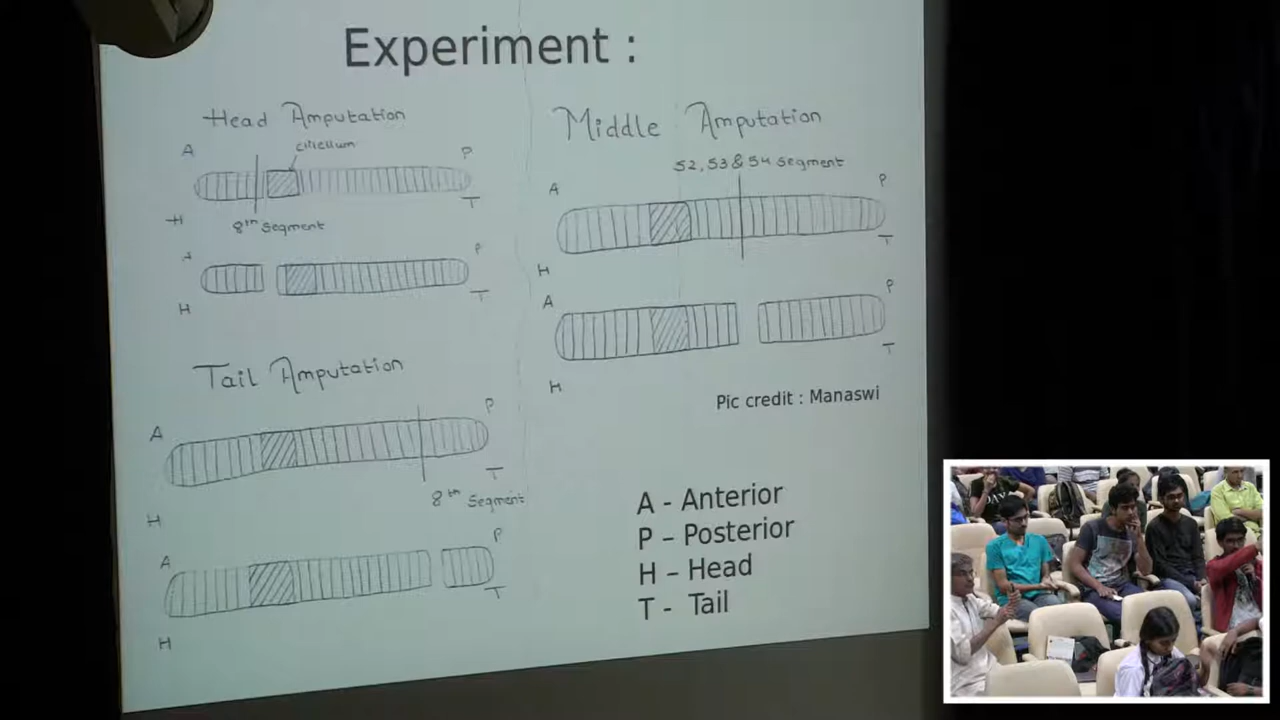 Experiment :
Head Amputation
citellum
A
P
H
T
8th Segment
A
P
H
T
Middle Amputation
52, 53 & 54 segment
A
P
H
T
A
P
H
T
Pic credit : Manaswi
Tail Amputation
A
P
H
T
8th Segment
A
P
H
T
A - Anterior
P - Posterior
H - Head
T - Tail